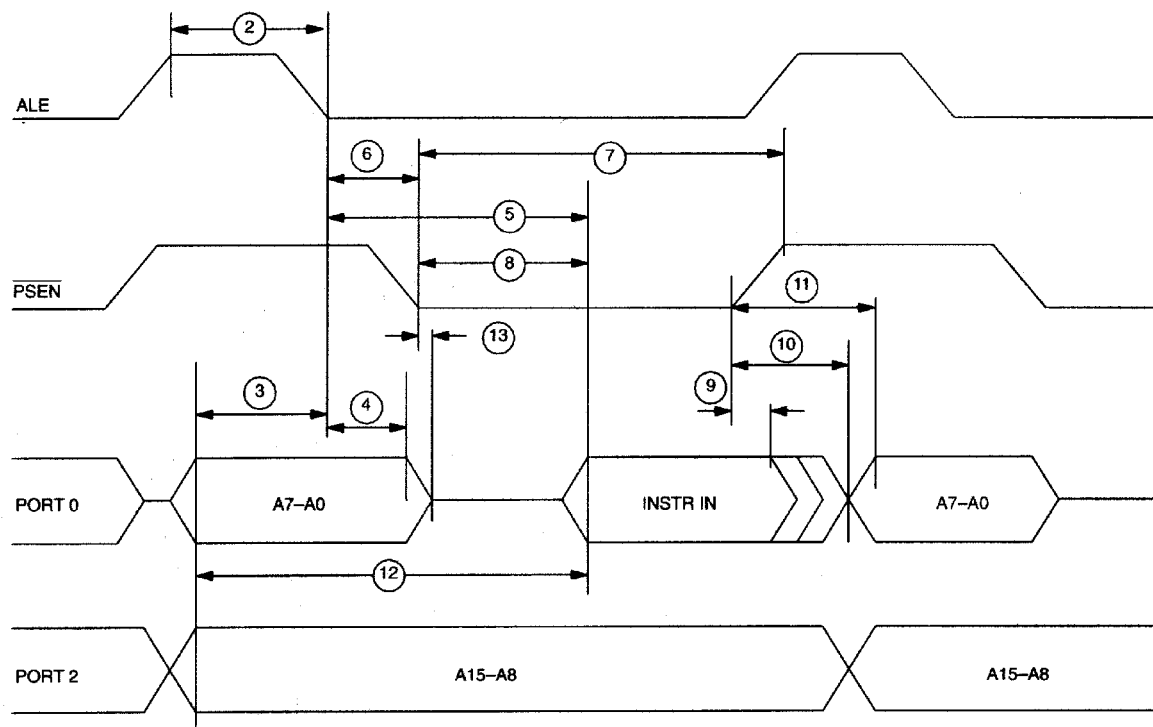 2
ALE
6
7
5
PSEN
8
11
13
10
3
4
9
PORT 0
A7–A0
INSTR IN
A7–A0
12
PORT 2
A15–A8
A15–A8